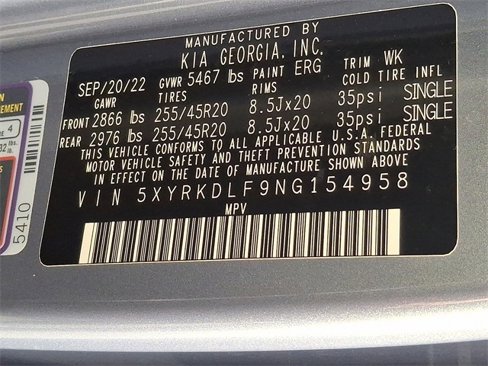 MANUFACTURED BY
KIA GEORGIA, INC.
SEP/20/22 GVWR 5467 lbs PAINT ERG TRIM WK
GAWR TIRES RIMS COLD TIRE INFL
FRONT 2866 lbs 255/45R20 8.5Jx20 35psi SINGLE
REAR 2976 lbs 255/45R20 8.5Jx20 35psi SINGLE
THIS VEHICLE CONFORMS TO ALL APPLICABLE U.S.A. FEDERAL
MOTOR VEHICLE SAFETY AND THEFT PREVENTION STANDARDS
IN EFFECT ON THE DATE OF MANUFACTURE SHOWN ABOVE.
VIN 5XYRKDLF9NG154958
MPV
5410